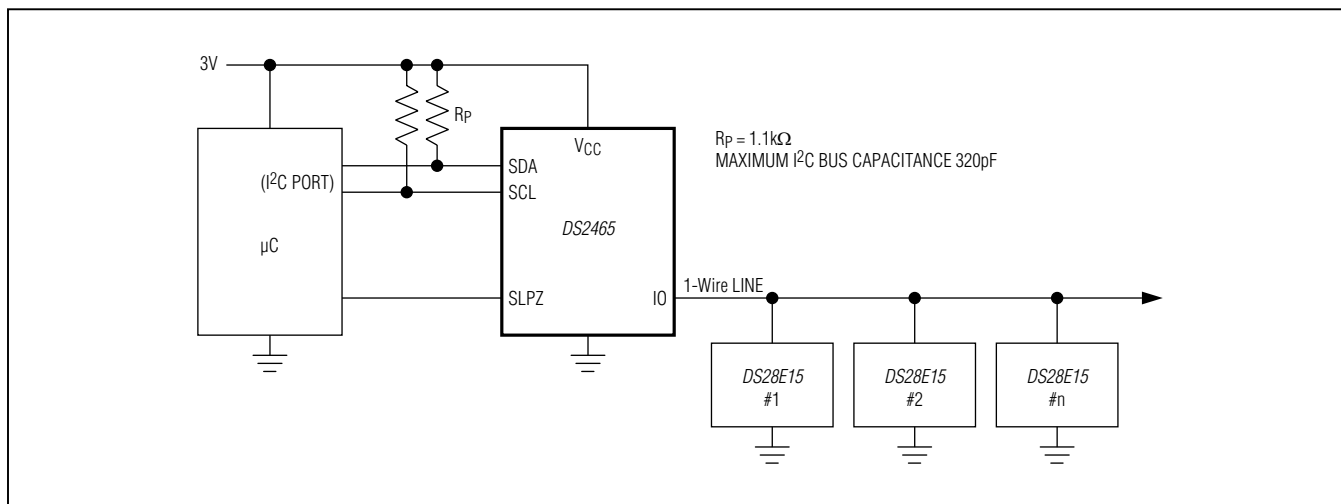 3V
RP
VCC
RP = 1.1kΩ
MAXIMUM I²C BUS CAPACITANCE 320pF
SDA
(I²C PORT)
SCL
DS2465
µC
SLPZ
IO
1-Wire LINE
DS28E15
#1
DS28E15
#2
DS28E15
#n